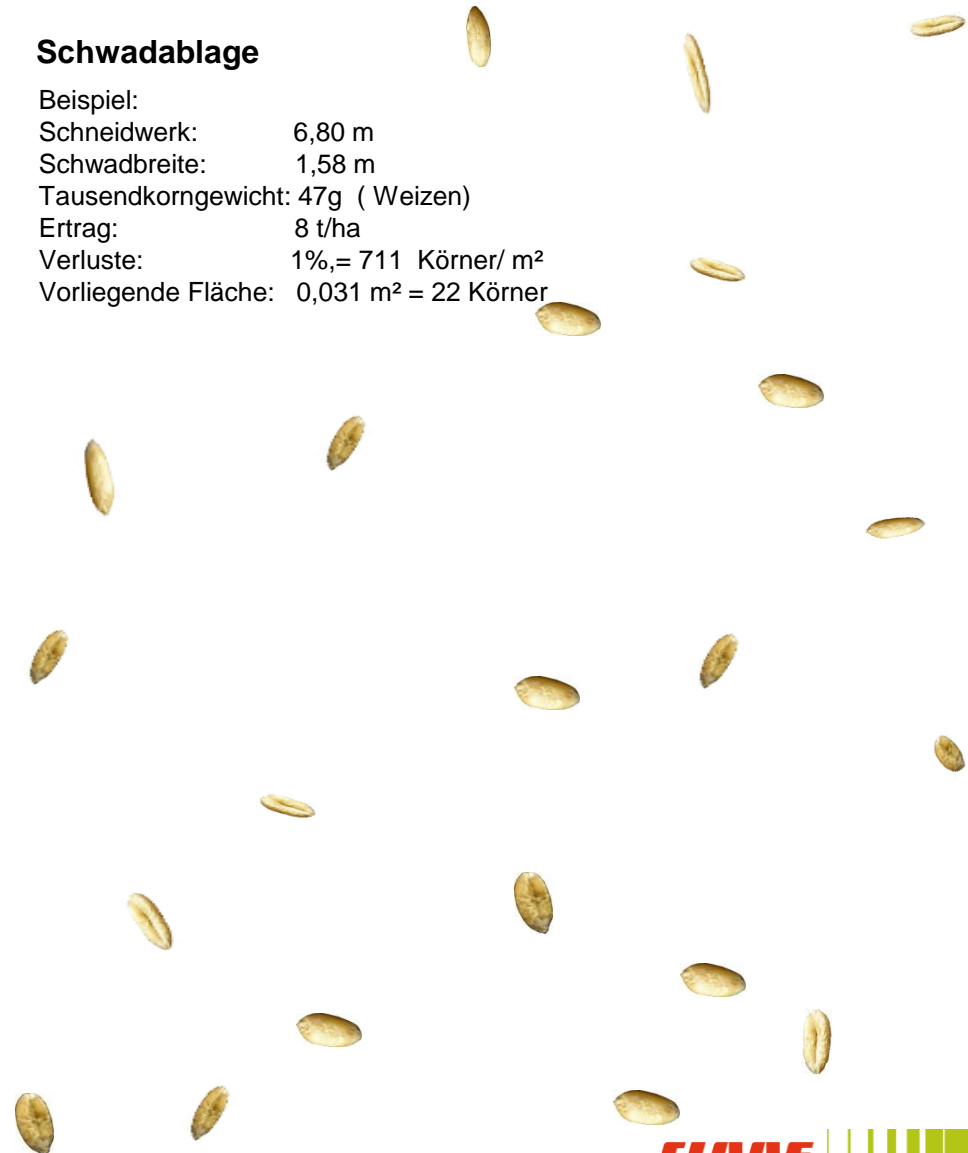 Schwadablage
Beispiel:
Schneidwerk: 6,80 m
Schwadbreite: 1,58 m
Tausendkorngewicht: 47g ( Weizen)
Ertrag: 8 t/ha
Verluste: 1%,= 711 Körner/ m²
Vorliegende Fläche: 0,031 m² = 22 Körner